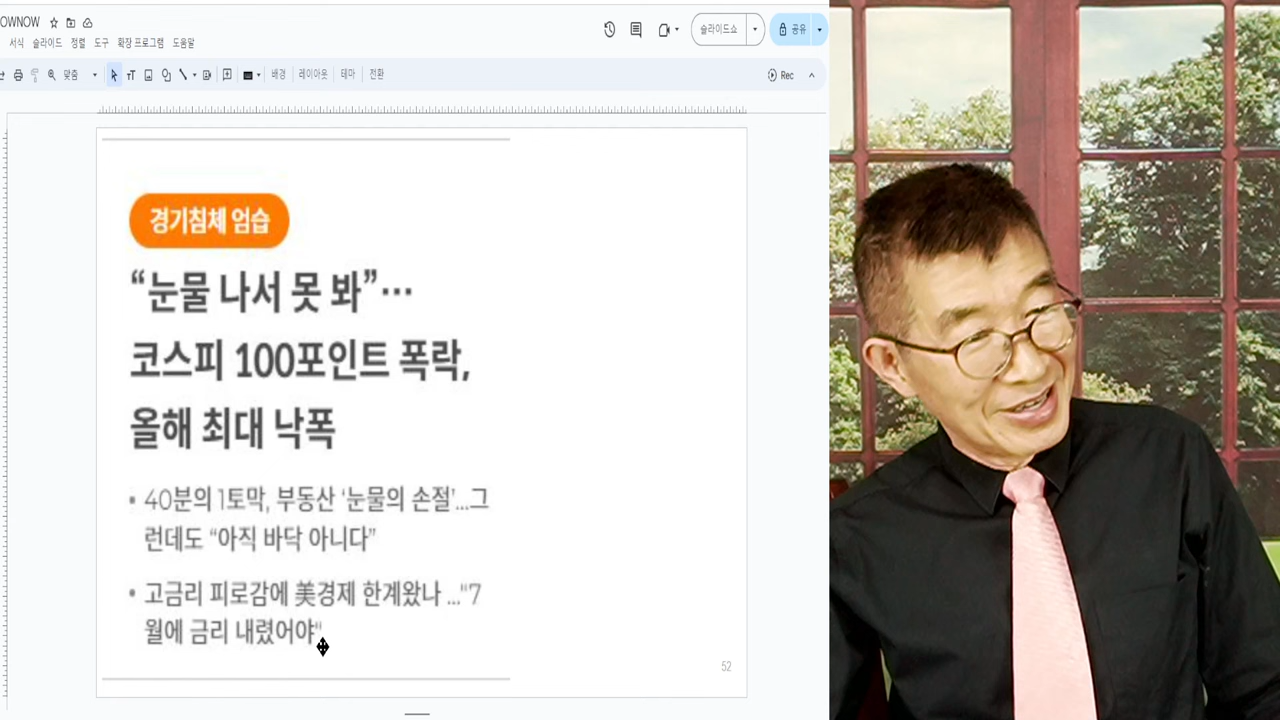 OWNOW
슬라이드쇼
공유
서식 슬라이드 정렬 도구 확장 프로그램 도움말
맞춤
배경 레이아웃 테마 전환
Rec
경기침체 엄습
“눈물 나서 못 봐”…
코스피 100포인트 폭락,
올해 최대 낙폭
• 40분의 1토막, 부동산 ‘눈물의 손절’...그
런데도 “아직 바닥 아니다”
• 고금리 피로감에 美경제 한계왔나 ..."7
월에 금리 내렸어야"
52